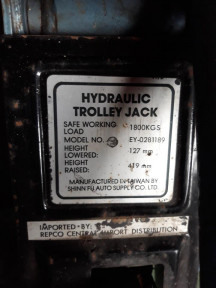 HYDRAULIC
TROLLEY JACK
SAFE WORKING 1800KGS
LOAD
MODEL NO. EY-0281189
HEIGHT 127 mm
LOWERED:
HEIGHT 419 mm
RAISED:
MANUFACTURED IN TAIWAN BY
SHINN FU AUTO SUPPLY CO. LTD.
IMPORTED BY:
REPCO CENTRAL IMPORT DISTRIBUTION